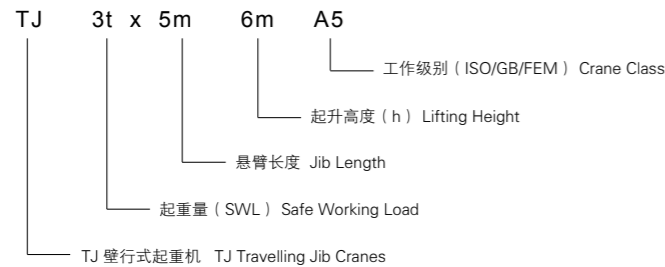 TJ 3t x 5m 6m A5
工作级别（ISO/GB/FEM） Crane Class
起升高度（h） Lifting Height
悬臂长度 Jib Length
起重量（SWL） Safe Working Load
TJ 壁行式起重机 TJ Travelling Jib Cranes